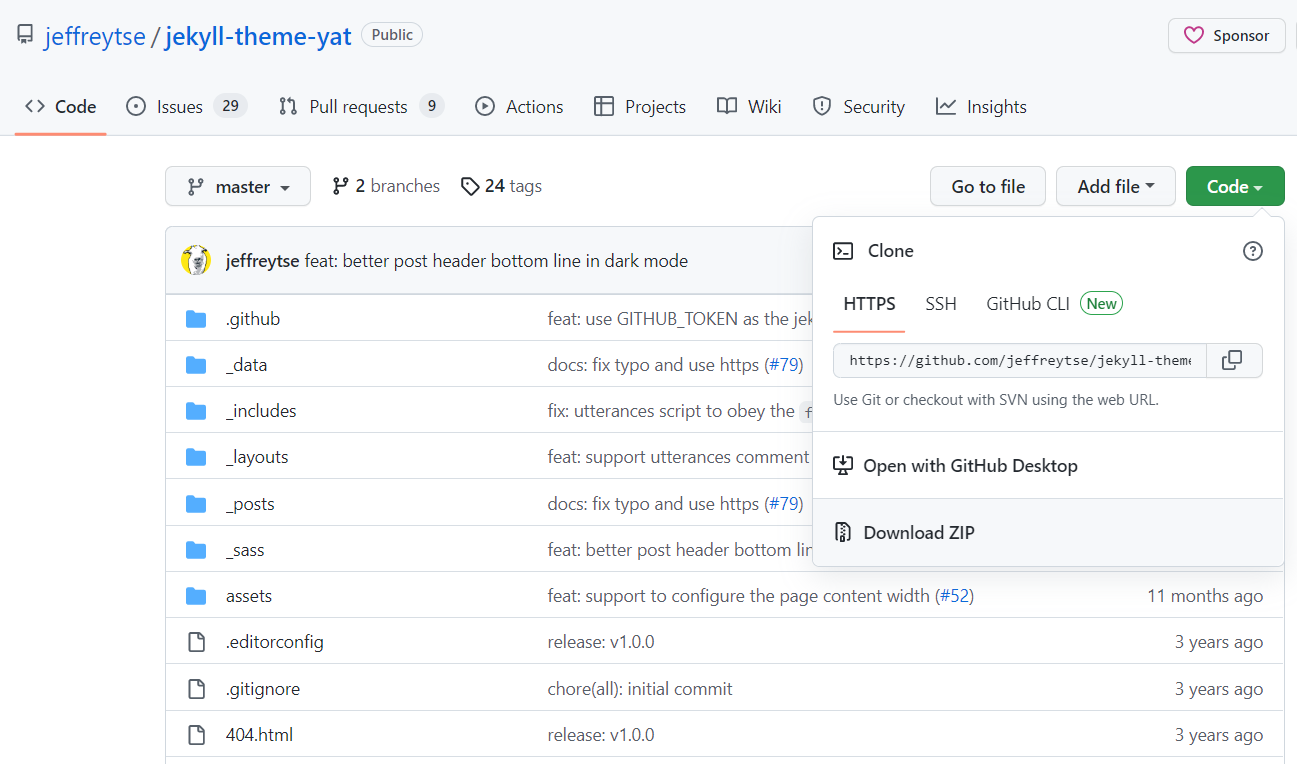 jeffreytse / jekyll-theme-yat Public Sponsor
Code Issues 29 Pull requests 9 Actions Projects Wiki Security Insights
master 2 branches 24 tags Go to file Add file Code
jeffreytse feat: better post header bottom line in dark mode
.github feat: use GITHUB_TOKEN as the jek
_data docs: fix typo and use https (#79)
_includes fix: utterances script to obey the f
_layouts feat: support utterances comment
_posts docs: fix typo and use https (#79)
_sass feat: better post header bottom lin
assets feat: support to configure the page content width (#52) 11 months ago
.editorconfig release: v1.0.0 3 years ago
.gitignore chore(all): initial commit 3 years ago
404.html release: v1.0.0 3 years ago
Clone
HTTPS SSH GitHub CLI New
https://github.com/jeffreytse/jekyll-theme
Use Git or checkout with SVN using the web URL.
Open with GitHub Desktop
Download ZIP